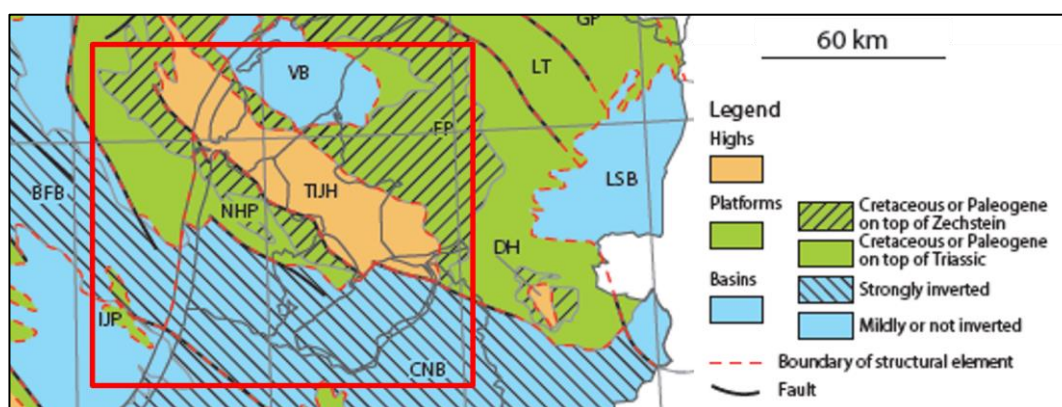 GP
LT
VB
FP
LSB
BFB
TIJH
NHP
DH
IJP
CNB
60 km
Legend
Highs
Platforms
Cretaceous or Paleogene
on top of Zechstein
Cretaceous or Paleogene
on top of Triassic
Basins
Strongly inverted
Mildly or not inverted
Boundary of structural element
Fault